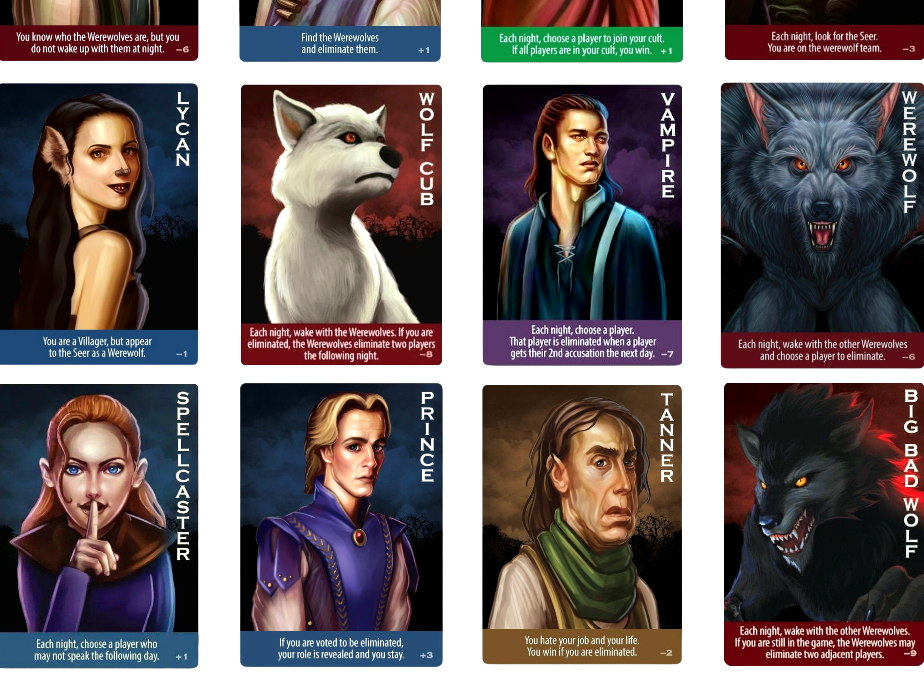 You know who the Werewolves are, but you
do not wake up with them at night. –6
Find the Werewolves
and eliminate them. +1
Each night, choose a player to join your cult.
If all players are in your cult, you win. +1
Each night, look for the Seer.
You are on the werewolf team. –3
LYCAN
You are a Villager, but appear
to the Seer as a Werewolf. –1
WOLF CUB
Each night, wake with the Werewolves. If you are
eliminated, the Werewolves eliminate two players
the following night. –8
VAMPIRE
Each night, choose a player.
That player is eliminated when a player
gets their 2nd accusation the next day. –7
WEREWOLF
Each night, wake with the other Werewolves
and choose a player to eliminate. –6
SPELLCASTER
Each night, choose a player who
may not speak the following day. +1
PRINCE
If you are voted to be eliminated,
your role is revealed and you stay. +3
TANNER
You hate your job and your life.
You win if you are eliminated. –2
BIG BAD WOLF
Each night, wake with the other Werewolves.
If you are still in the game, the Werewolves may
eliminate two adjacent players. –9